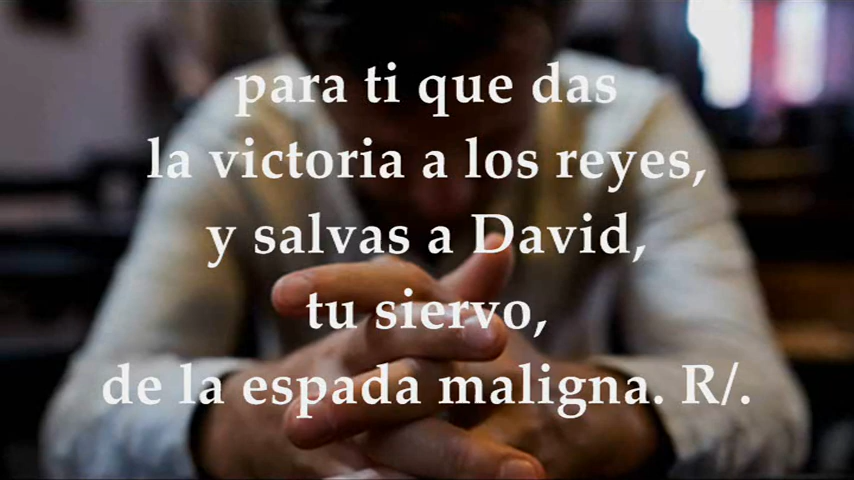 para ti que das
la victoria a los reyes,
y salvas a David,
tu siervo,
de la espada maligna. R/.